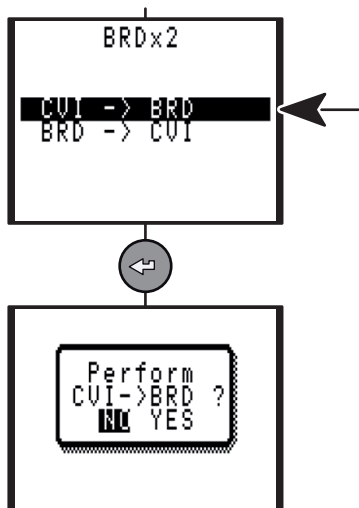 BRDx2
CVI -> BRD
BRD -> CVI
Perform
CVI->BRD ?
NO YES